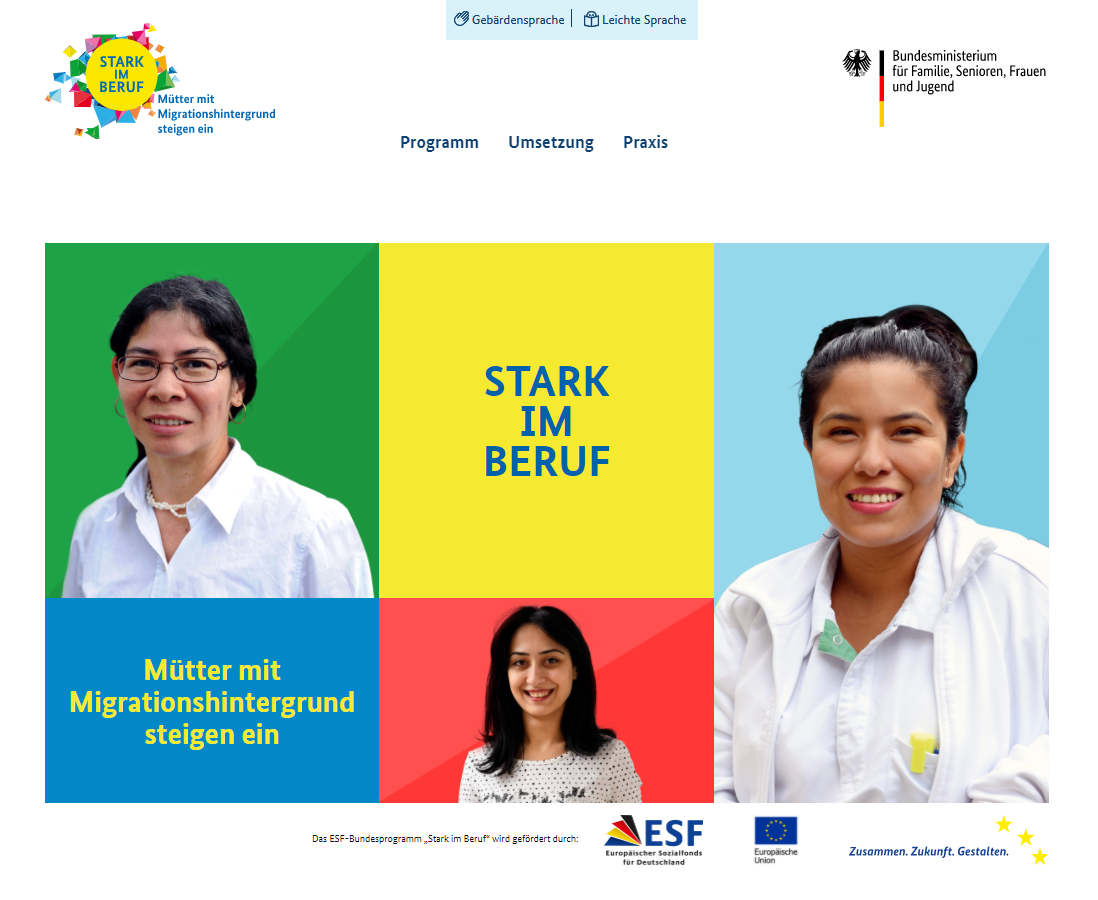 Gebärdensprache
Leichte Sprache
STARK
IM
BERUF
Mütter mit
Migrationshintergrund
steigen ein
Bundesministerium
für Familie, Senioren, Frauen
und Jugend
Programm
Umsetzung
Praxis
STARK
IM
BERUF
Mütter mit
Migrationshintergrund
steigen ein
Das ESF-Bundesprogramm „Stark im Beruf“ wird gefördert durch:
ESF
Europäischer Sozialfonds
für Deutschland
Europäische
Union
Zusammen. Zukunft. Gestalten.